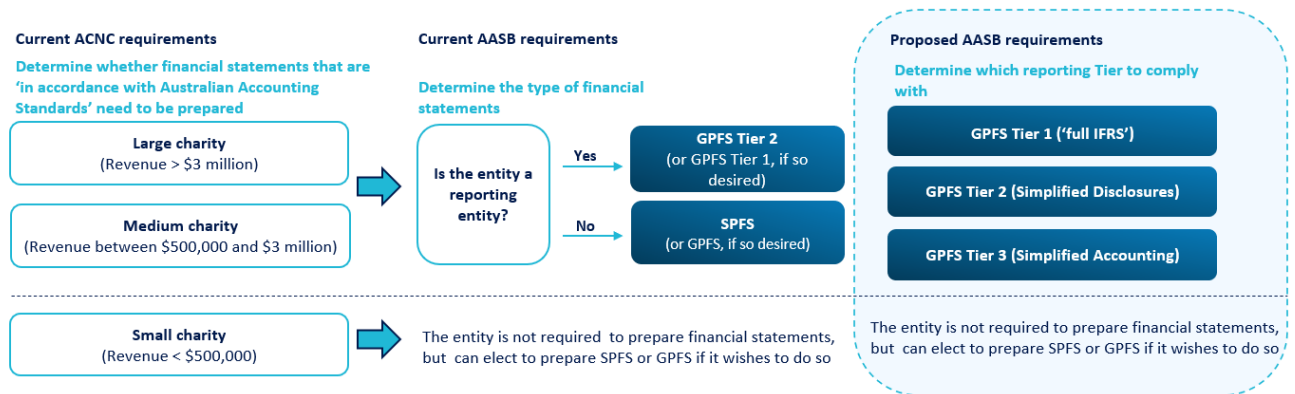 Current ACNC requirements
Determine whether financial statements that are
‘in accordance with Australian Accounting
Standards’ need to be prepared
Large charity
(Revenue > $3 million)
Medium charity
(Revenue between $500,000 and $3 million)
Current AASB requirements
Determine the type of financial
statements
Is the entity a
reporting
entity?
Yes
GPFS Tier 2
(or GPFS Tier 1, if so
desired)
No
SPFS
(or GPFS, if so desired)
Proposed AASB requirements
Determine which reporting Tier to comply
with
GPFS Tier 1 (‘full IFRS’)
GPFS Tier 2 (Simplified Disclosures)
GPFS Tier 3 (Simplified Accounting)
Small charity
(Revenue < $500,000)
The entity is not required to prepare financial statements,
but can elect to prepare SPFS or GPFS if it wishes to do so
The entity is not required to prepare financial statements,
but can elect to prepare SPFS or GPFS if it wishes to do so